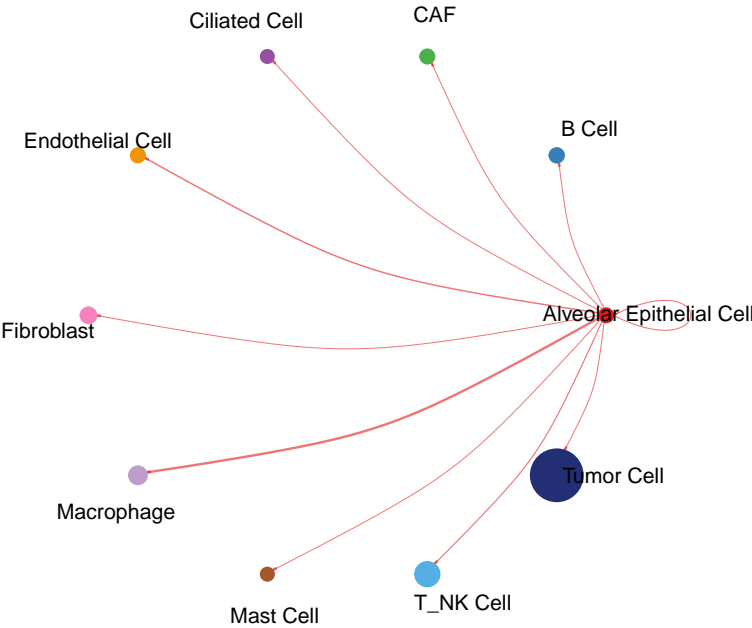 CAF
Ciliated Cell
B Cell
Endothelial Cell
Alveolar Epithelial Cell
Fibroblast
Tumor Cell
Macrophage
T_NK Cell
Mast Cell